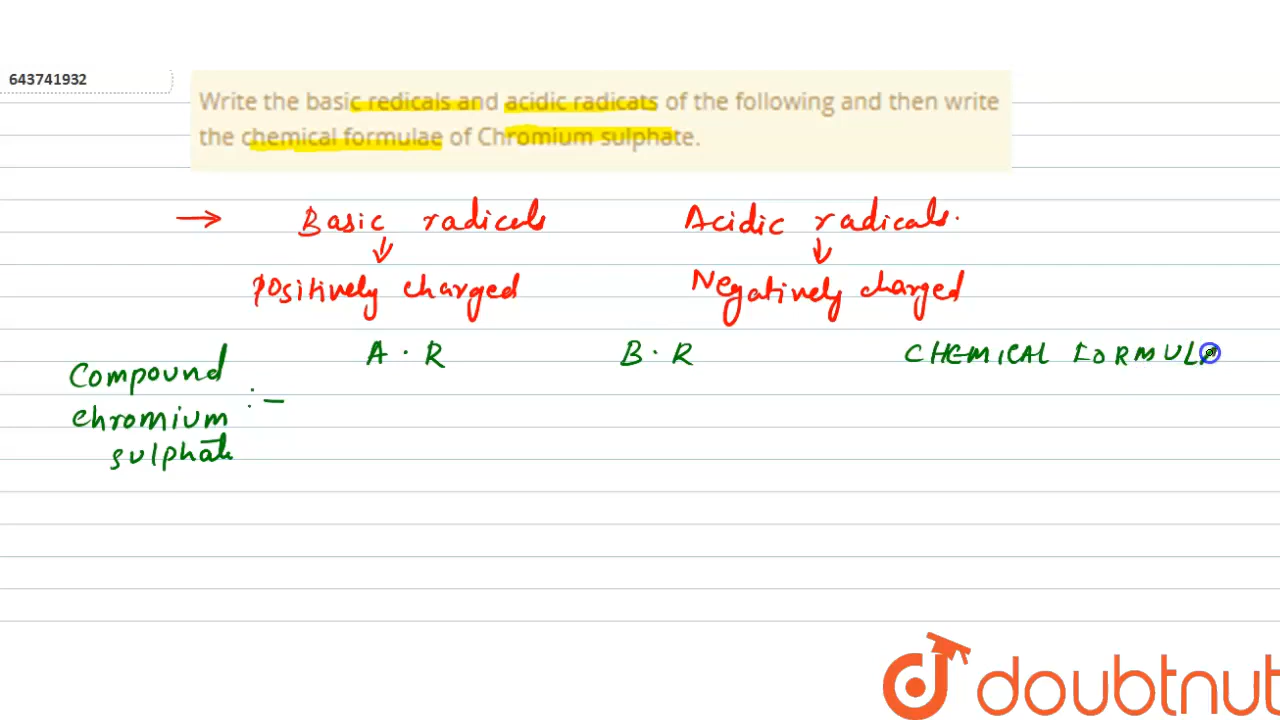 643741932
Write the basic redicals and acidic radicats of the following and then write
the chemical formulae of Chromium sulphate.
→ Basic radicals Acidic radicals.
↓ ↓
Positively charged Negatively charged
A · R B · R CHEMICAL FORMULA
Compound
chromium :-
sulphate
doubtnut